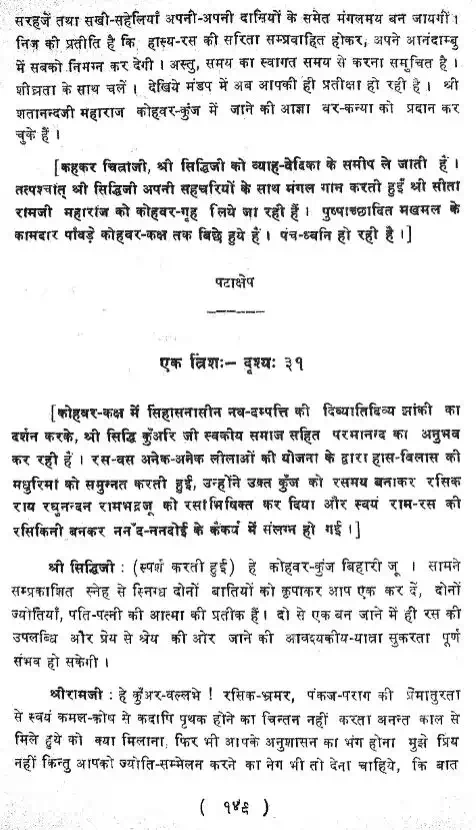 सरहजें तथा सखी-सहेलियाँ अपनी-अपनी दासियों के समेत मंगलमय बन जायगीं।
निज की प्रतीति है कि हास्य-रस की सरिता सम्प्रवाहित होकर, अपने आनंदाम्बु
में सबको निमग्न कर देगी। अस्तु, समय का स्वागत समय से करना समुचित है।
शीघ्रता के साथ चलें। देखिये मंडप में अब आपकी ही प्रतीक्षा हो रही है। श्री
शतानन्दजी महाराज कोहवर-कुंज में जाने की आज्ञा बर-कन्या को प्रदान कर
चुके हैं।
[कहकर चित्राजी, श्री सिद्धिजी को व्याह-वेदिका के समीप ले जाती हैं।
तत्पश्चात् श्री सिद्धिजी अपनी सहचरियों के साथ मंगल गान करती हुईं श्री सीता
रामजी महाराज को कोहवर-गृह लिये जा रही हैं। पुष्पाच्छादित मखमल के
कामदार पाँवड़े कोहवर-कक्ष तक बिछे हुये हैं। पंच-ध्वनि हो रही है।]
पटाक्षेप
एक त्रिंशः– दृश्यः ३१
[कोहवर-कक्ष में सिंहासनासीन नव-दम्पत्ति की दिव्यातिदिव्य झांकी का
दर्शन करके, श्री सिद्धि कुँअरि जी स्वकीय समाज सहित परमानन्द का अनुभव
कर रही हैं। रस-वस अनेक-अनेक लीलाओं की योजना के द्वारा हास-विलास की
मधुरिमा को समुन्नत करती हुई, उन्होंने उक्त कुँज को रसमय बनाकर रसिक
राय रघुनन्दन रामभद्रजू को रसाभिषिक्त कर दिया और स्वयं राम-रस की
रसिकिनी बनकर ननँद-ननदोई के कैंकर्य में संलग्न हो गईं।]
श्री सिद्धिजी : (स्पर्श करती हुई) हे कोहवर-कुंज बिहारी जू । सामने
सम्प्रकाशित स्नेह से स्निग्ध दोनों बातियों को कृपाकर आप एक कर दें, दोनों
ज्योतियाँ, पति-पत्नी की आत्मा की प्रतीक हैं। दो से एक बन जाने में ही रस की
उपलब्धि और प्रेय से श्रेय की ओर जाने की आवश्यकीय-यात्रा सुकरता पूर्ण
संभव हो सकेगी।
श्रीरामजी : हे कुँअर-वल्लभे ! रसिक-भ्रमर, पंकज-पराग की प्रेमातुरता
से स्वयं कमल-क्रोष से कदापि पृथक होने का चिन्तन नहीं करता अनन्त काल से
मिले हुये को क्या मिलाना, फिर भी आपके अनुशासन का भंग होना मुझे प्रिय
नहीं किन्तु आपको ज्योति-सम्मेलन करने का नेग भी तो देना चाहिये, कि बात
( १४९ )